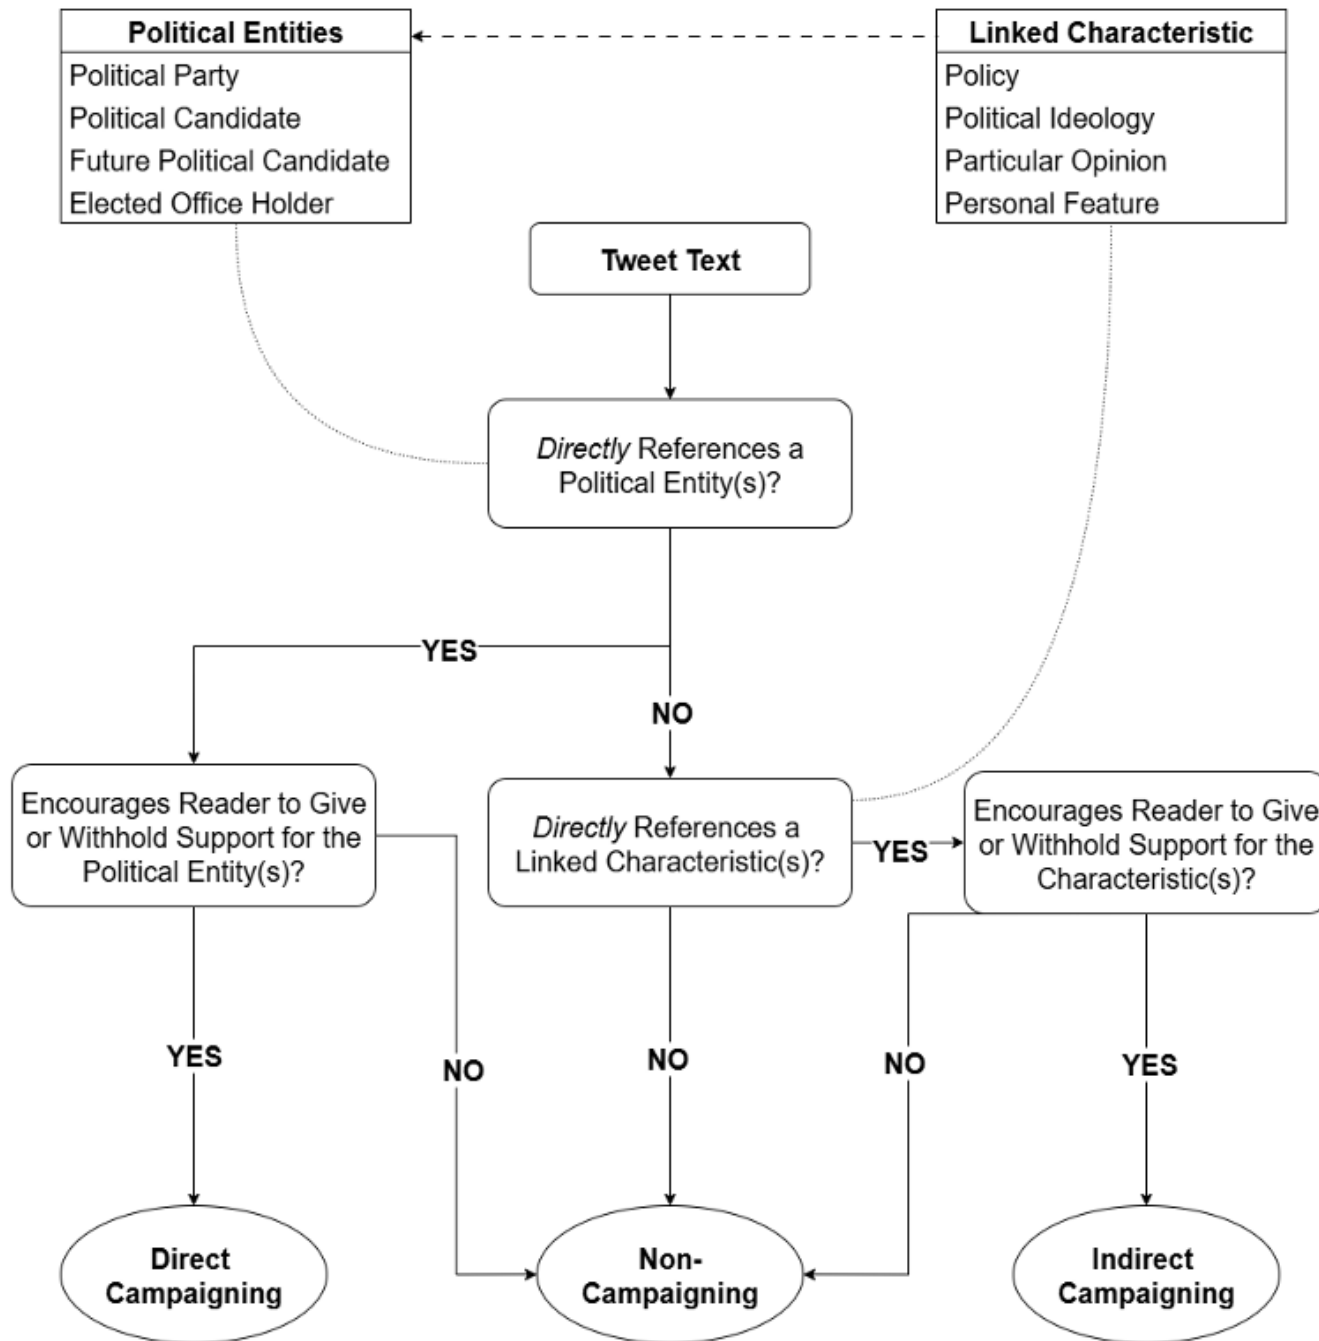 Political Entities
Political Party
Political Candidate
Future Political Candidate
Elected Office Holder
Linked Characteristic
Policy
Political Ideology
Particular Opinion
Personal Feature
Tweet Text
Directly References a
Political Entity(s)?
YES
NO
Encourages Reader to Give
or Withhold Support for the
Political Entity(s)?
Directly References a
Linked Characteristic(s)?
YES
Encourages Reader to Give
or Withhold Support for the
Characteristic(s)?
YES
NO
NO
NO
YES
Direct
Campaigning
Non-
Campaigning
Indirect
Campaigning